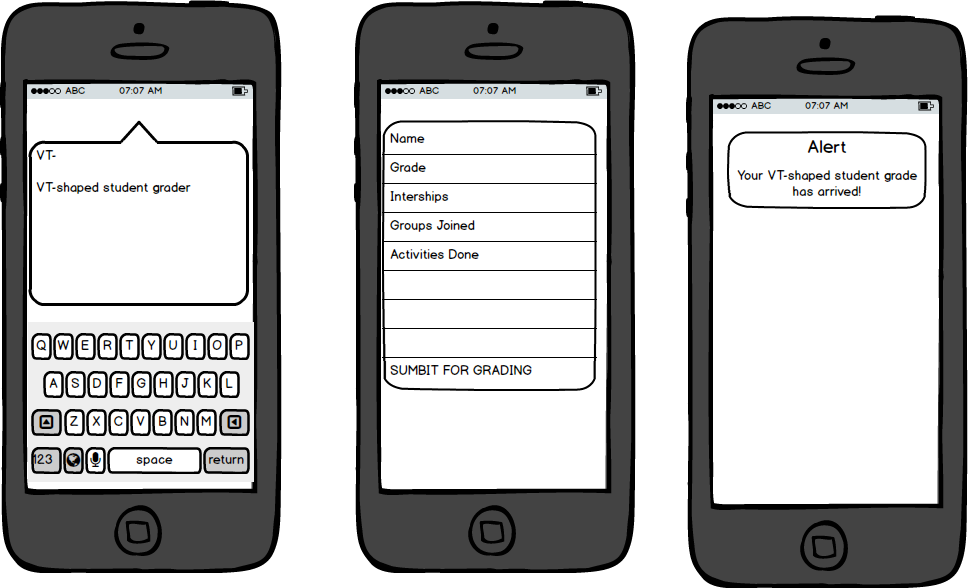 ABC 07:07 AM
VT-
VT-shaped student grader
Q W E R T Y U I O P
A S D F G H J K L
Z X C V B N M
123 space return
ABC 07:07 AM
Name
Grade
Interships
Groups Joined
Activities Done
SUMBIT FOR GRADING
ABC 07:07 AM
Alert
Your VT-shaped student grade
has arrived!